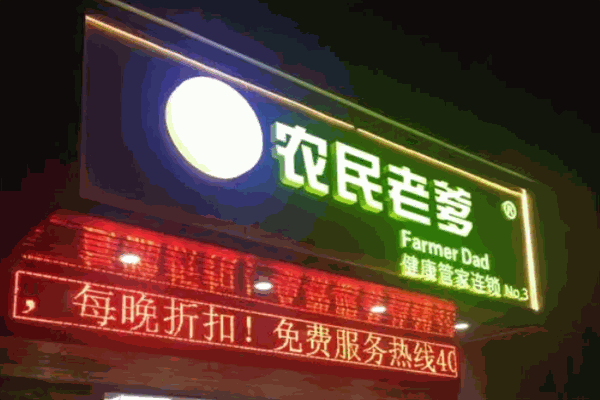 农民老爹®
Farmer Dad
健康管家连锁 No.3
，每晚折扣！免费服务热线40